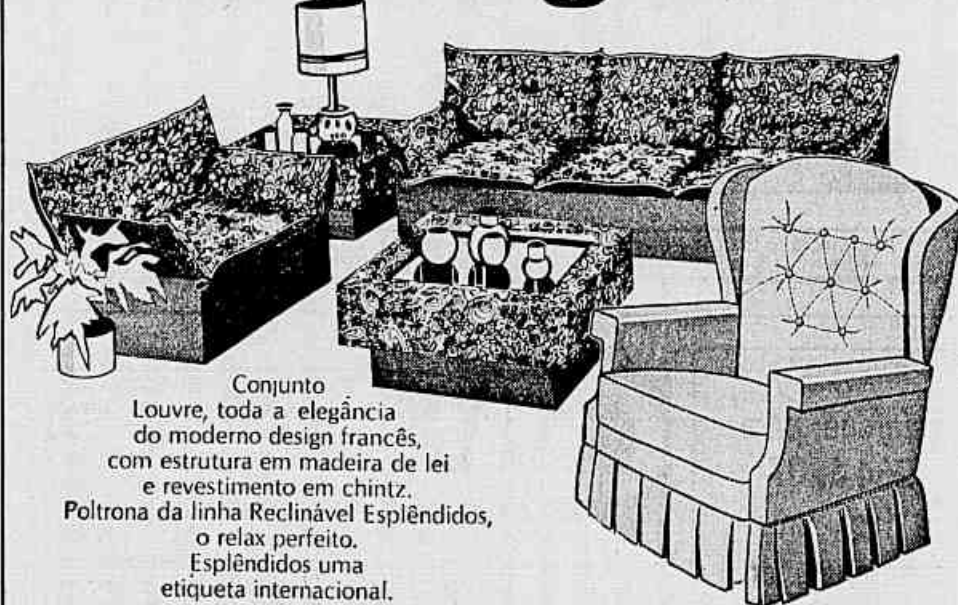 Conjunto
Louvre, toda a elegância
do moderno design francês,
com estrutura em madeira de lei
e revestimento em chintz.
Poltrona da linha Reclinável Esplêndidos,
o relax perfeito.
Esplêndidos uma
etiqueta internacional.